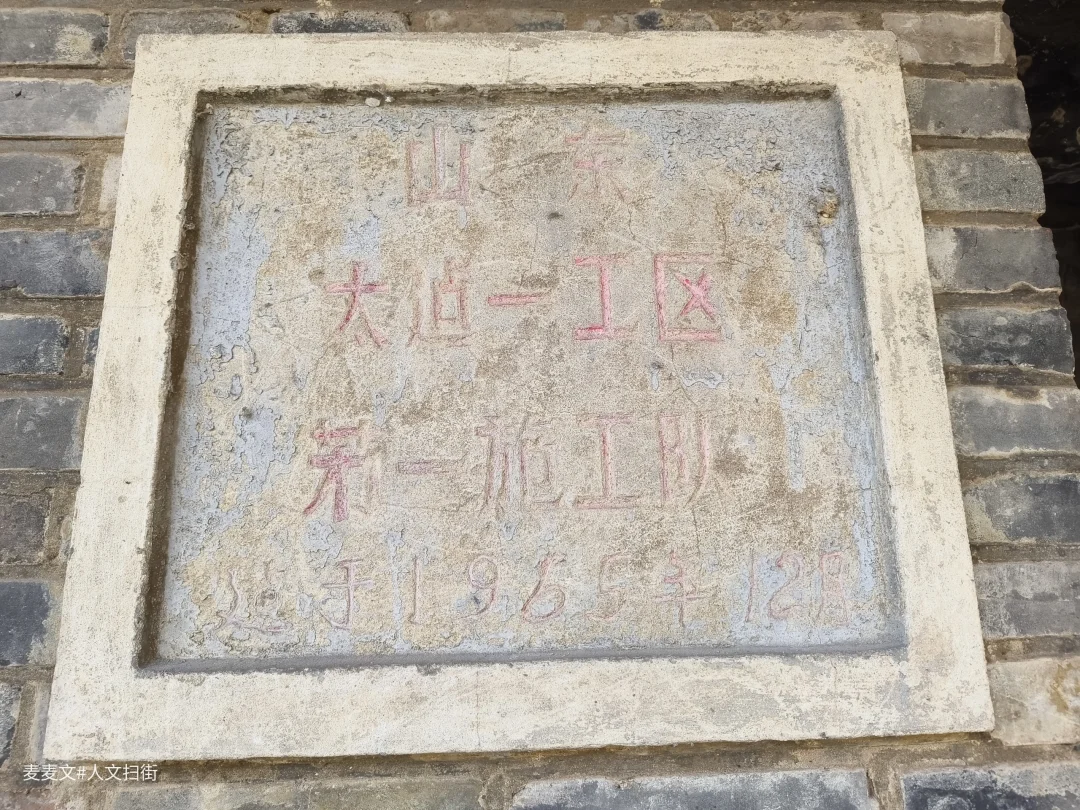 山东
太迠一工区
第一施工队
造于1965年12月
麦麦文#人文扫街